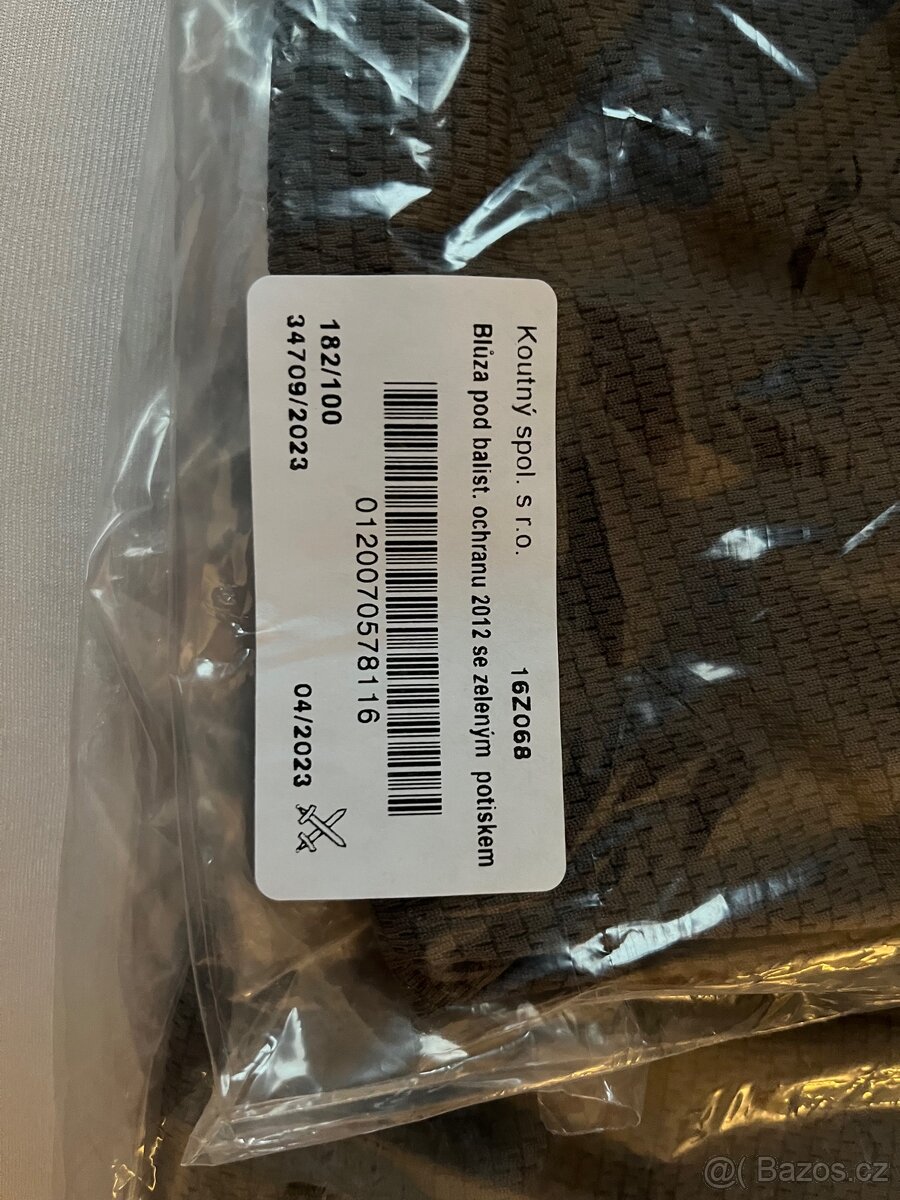 Koutný spol. s r.o. 16Z068
Blůza pod balist. ochranu 2012 se zeleným potiskem
0120070578116
182/100
34709/2023 04/2023
@( Bazos.cz